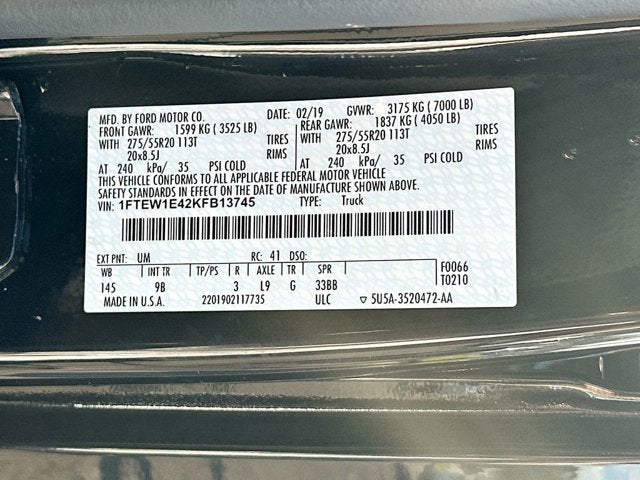 MFD. BY FORD MOTOR CO.
DATE: 02/19 GVWR: 3175 KG (7000 LB)
FRONT GAWR: 1599 KG (3525 LB) REAR GAWR: 1837 KG (4050 LB)
WITH 275/55R20 113T TIRES WITH 275/55R20 113T TIRES
20x8.5J RIMS 20x8.5J RIMS
AT 240 kPa/ 35 PSI COLD AT 240 kPa/ 35 PSI COLD
THIS VEHICLE CONFORMS TO ALL APPLICABLE FEDERAL MOTOR VEHICLE
SAFETY STANDARDS IN EFFECT ON THE DATE OF MANUFACTURE SHOWN ABOVE.
VIN: 1FTEW1E42KFB13745 TYPE: Truck
EXT PNT: UM RC: 41 DSO:
WB INT TR TP/PS R AXLE TR SPR F0066
145 9B 3 L9 G 33BB T0210
MADE IN U.S.A. 2201902117735 ULC ▽ 5U5A-3520472-AA